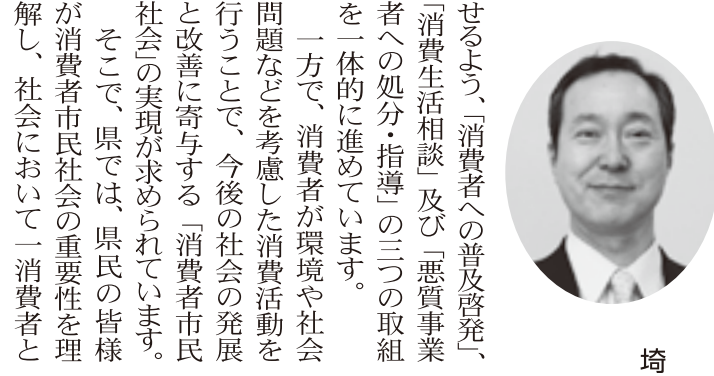 埼
せるよう、「消費者への普及啓発」、
「消費生活相談」及び「悪質事業
者への処分・指導」の三つの取組
を一体的に進めています。
一方で、消費者が環境や社会
問題などを考慮した消費活動を
行うことで、今後の社会の発展
と改善に寄与する「消費者市民
社会」の実現が求められています。
そこで、県では、県民の皆様
が消費者市民社会の重要性を理
解し、社会において一消費者と